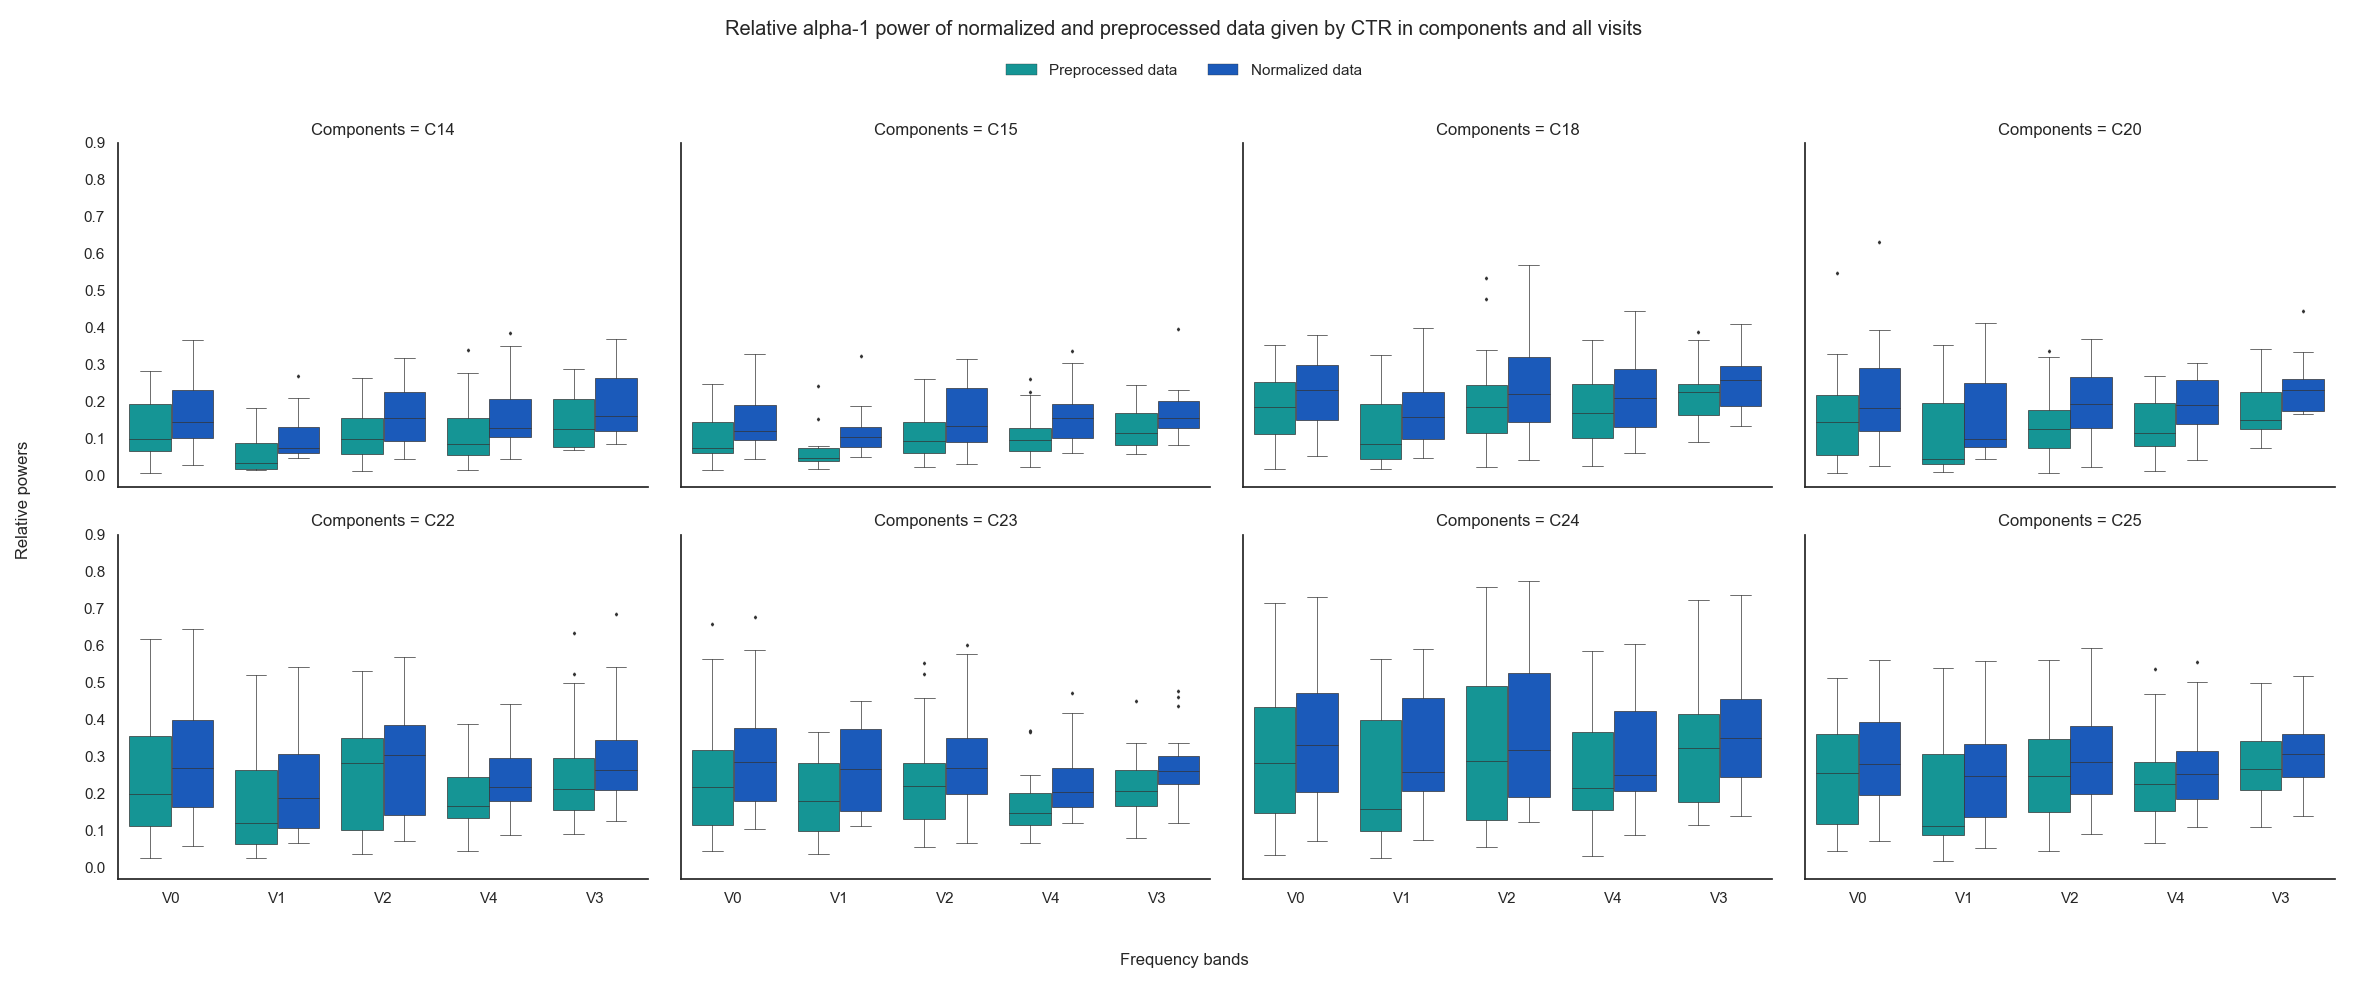 Relative alpha-1 power of normalized and preprocessed data given by CTR in components and all visits
Preprocessed data
Normalized data
Components = C14
Components = C15
Components = C18
Components = C20
0.9
0.8
0.7
0.6
0.5
0.4
0.3
0.2
0.1
0.0
Relative powers
Components = C22
Components = C23
Components = C24
Components = C25
0.9
0.8
0.7
0.6
0.5
0.4
0.3
0.2
0.1
0.0
V0 V1 V2 V4 V3
V0 V1 V2 V4 V3
V0 V1 V2 V4 V3
V0 V1 V2 V4 V3
Frequency bands